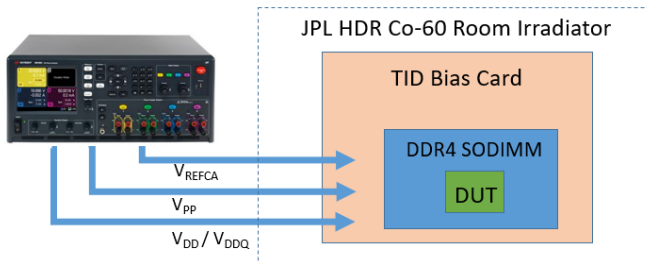 JPL HDR Co-60 Room Irradiator
TID Bias Card
DDR4 SODIMM
DUT
VREFCA
VPP
VDD / VDDQ